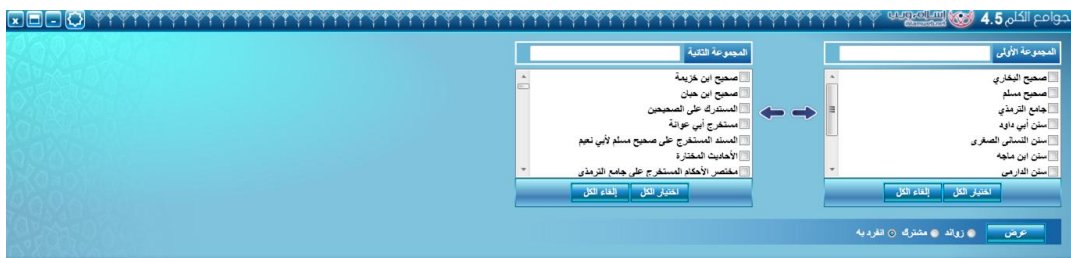 جوامع الكلم 4.5 إسلام ويب
المجموعة الأولى
صحيح البخاري
صحيح مسلم
جامع الترمذي
سنن أبي داود
سنن النسائى الصغرى
سنن ابن ماجه
سنن الدارمي
اختيار الكل إلغاء الكل
المجموعة الثانية
صحيح ابن خزيمة
صحيح ابن حبان
المستدرك على الصحيحين
مستخرج أبي عوانة
المسند المستخرج على صحيح مسلم لأبي نعيم
الأحاديث المختارة
مختصر الأحكام المستخرج على جامع الترمذي
اختيار الكل إلغاء الكل
عرض زوائد مشترك انفرد به